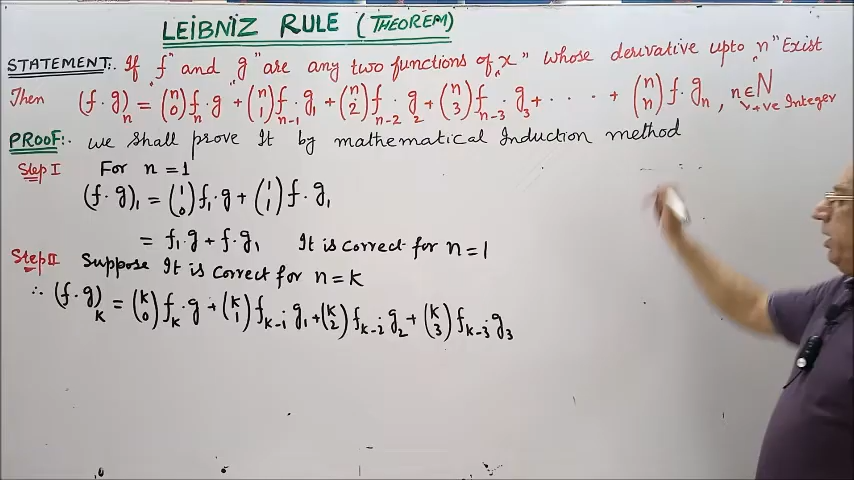 LEIBNIZ RULE (THEOREM)
STATEMENT:. If "f" and "g" are any two functions of "x" whose derivative upto "n" Exist
Then (f·g)ₙ = (n 0) fₙ·g + (n 1) fₙ₋₁·g₁ + (n 2) fₙ₋₂·g₂ + (n 3) fₙ₋₃·g₃ + · · · · + (n n) f·gₙ , n∈N
+ve Integer
PROOF:. we shall prove It by mathematical Induction method
Step I For n=1
(f·g)₁ = (1 0) f₁·g + (1 1) f·g₁
= f₁·g + f·g₁ It is correct for n=1
Step II Suppose It is correct for n=k
∴ (f·g)ₖ = (k 0) fₖ·g + (k 1) fₖ₋₁·g₁ + (k 2) fₖ₋₂·g₂ + (k 3) fₖ₋₃·g₃